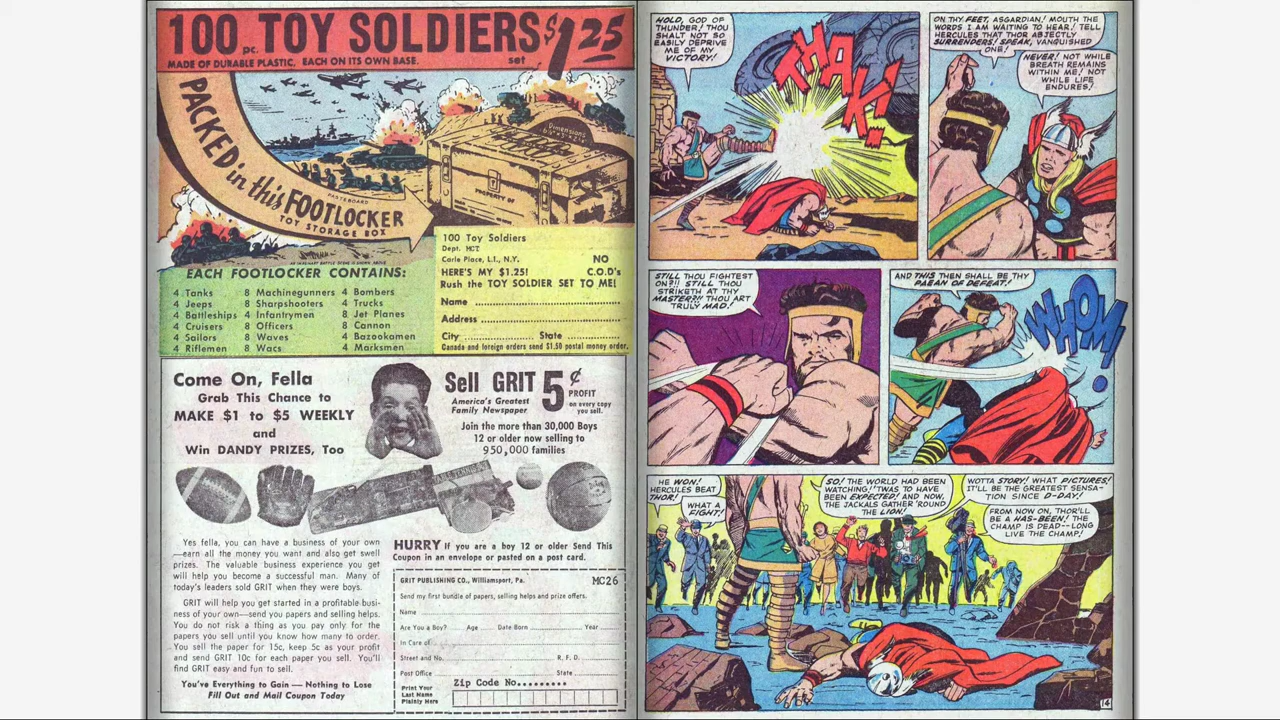 100 PC. TOY SOLDIERS $1.25
MADE OF DURABLE PLASTIC, EACH ON ITS OWN BASE. set
PACKED in this
PASTEBOARD
FOOTLOCKER
TOY STORAGE BOX
Dimensions
PROPERTY OF
EACH FOOTLOCKER CONTAINS:
4 Tanks
4 Jeeps
4 Battleships
4 Cruisers
4 Sailors
4 Riflemen
8 Machinegunners
8 Sharpshooters
4 Infantrymen
8 Officers
8 Waves
8 Wacs
4 Bombers
4 Trucks
8 Jet Planes
8 Cannon
4 Bazookamen
4 Marksmen
100 Toy Soldiers
Dept. MCT
Carle Place, L.I., N.Y.
NO
C.O.D's
HERE'S MY $1.25!
Rush the TOY SOLDIER SET TO ME!
Name
Address
City State
Canada and foreign orders send $1.50 postal money order.
Come On, Fella
Grab This Chance to
MAKE $1 to $5 WEEKLY
and
Win DANDY PRIZES, Too
Sell GRIT 5¢
America's Greatest
Family Newspaper
PROFIT
on every copy
you sell.
Join the more than 30,000 Boys
12 or older now selling to
950,000 families
Yes fella, you can have a business of your own
—earn all the money you want and also get swell
prizes. The valuable business experience you get
will help you become a successful man. Many of
today's leaders sold GRIT when they were boys.
GRIT will help you get started in a profitable busi-
ness of your own—send you papers and selling helps.
You do not risk a thing as you pay only for the
papers you sell until you know how many to order.
You sell the paper for 15c, keep 5c as your profit
and send GRIT 10c for each paper you sell. You'll
find GRIT easy and fun to sell.
You've Everything to Gain — Nothing to Lose
Fill Out and Mail Coupon Today
HURRY If you are a boy 12 or older Send This
Coupon in an envelope or pasted on a post card.
GRIT PUBLISHING CO., Williamsport, Pa. MC26
Send my first bundle of papers, selling helps and prize offers.
Name
Are You a Boy? Age Date Born Year
In Care of
Street and No. R. F. D.
Post Office State
Zip Code No.
Print Your
Last Name
Plainly Here
HOLD, GOD OF
THUNDER! THOU
SHALT NOT SO
EASILY DEPRIVE
ME OF MY
VICTORY!
THAK!
ON THY FEET, ASGARDIAN! MOUTH THE
WORDS I AM WAITING TO HEAR! TELL
HERCULES THAT THOR ABJECTLY
SURRENDERS! SPEAK, VANQUISHED
ONE!
NEVER! NOT WHILE
BREATH REMAINS
WITHIN ME! NOT
WHILE LIFE
ENDURES!
STILL THOU FIGHTEST
ON?!! STILL THOU
STRIKETH AT THY
MASTER?! THOU ART
TRULY MAD!
AND THIS THEN SHALL BE THY
PAEAN OF DEFEAT!
WHOM!
HE WON!
HERCULES BEAT
THOR!
WHAT A
FIGHT!
SO! THE WORLD HAD BEEN
WATCHING! 'TWAS TO HAVE
BEEN EXPECTED! AND NOW,
THE JACKALS GATHER 'ROUND
THE LION!
WOTTA STORY! WHAT PICTURES!
IT'LL BE THE GREATEST SENSA-
TION SINCE D-DAY!
FROM NOW ON, THOR'LL
BE A HAS-BEEN! THE
CHAMP IS DEAD--LONG
LIVE THE CHAMP!
14